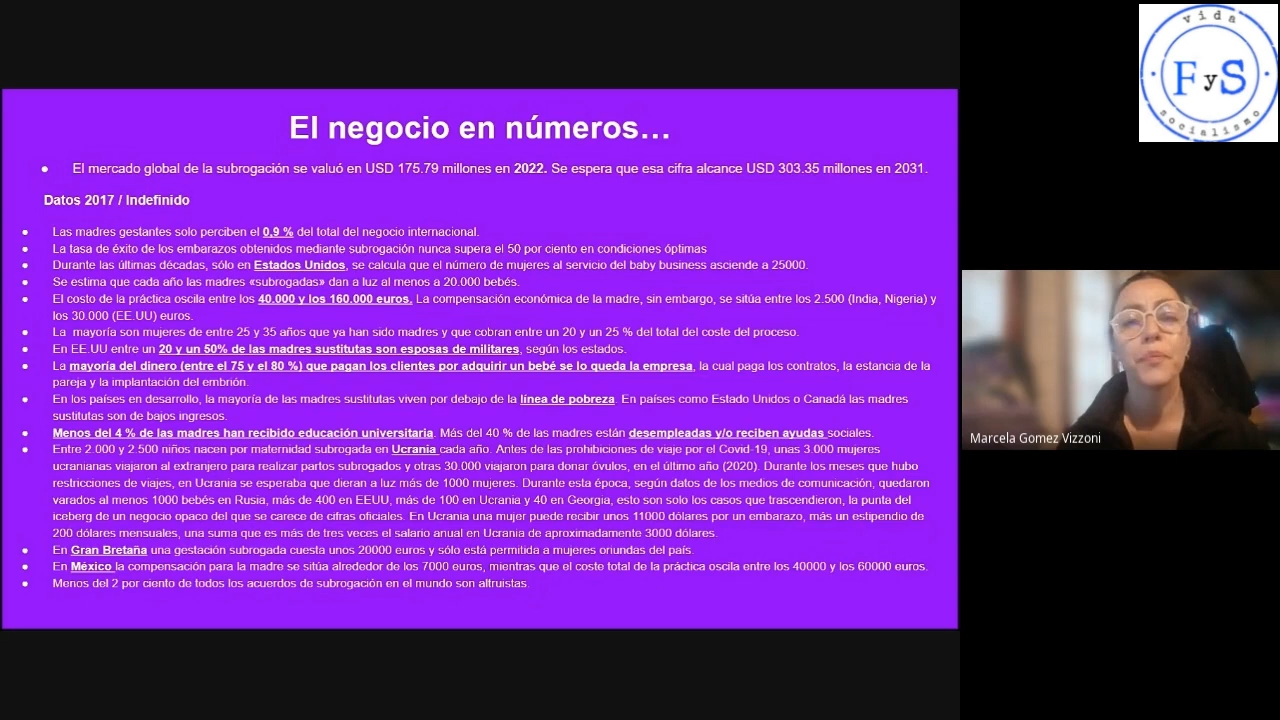 El negocio en números…
● El mercado global de la subrogación se valuó en USD 175.79 millones en 2022. Se espera que esa cifra alcance USD 303.35 millones en 2031.
Datos 2017 / Indefinido
● Las madres gestantes solo perciben el 0,9 % del total del negocio internacional.
● La tasa de éxito de los embarazos obtenidos mediante subrogación nunca supera el 50 por ciento en condiciones óptimas
● Durante las últimas décadas, sólo en Estados Unidos, se calcula que el número de mujeres al servicio del baby business asciende a 25000.
● Se estima que cada año las madres «subrogadas» dan a luz al menos a 20.000 bebés.
● El costo de la práctica oscila entre los 40.000 y los 160.000 euros. La compensación económica de la madre, sin embargo, se sitúa entre los 2.500 (India, Nigeria) y
los 30.000 (EE.UU) euros.
● La mayoría son mujeres de entre 25 y 35 años que ya han sido madres y que cobran entre un 20 y un 25 % del total del coste del proceso.
● En EE.UU entre un 20 y un 50% de las madres sustitutas son esposas de militares, según los estados.
● La mayoría del dinero (entre el 75 y el 80 %) que pagan los clientes por adquirir un bebé se lo queda la empresa, la cual paga los contratos, la estancia de la
pareja y la implantación del embrión.
● En los países en desarrollo, la mayoría de las madres sustitutas viven por debajo de la línea de pobreza. En países como Estado Unidos o Canadá las madres
sustitutas son de bajos ingresos.
● Menos del 4 % de las madres han recibido educación universitaria. Más del 40 % de las madres están desempleadas y/o reciben ayudas sociales.
● Entre 2.000 y 2.500 niños nacen por maternidad subrogada en Ucrania cada año. Antes de las prohibiciones de viaje por el Covid-19, unas 3.000 mujeres
ucranianas viajaron al extranjero para realizar partos subrogados y otras 30.000 viajaron para donar óvulos, en el último año (2020). Durante los meses que hubo
restricciones de viajes, en Ucrania se esperaba que dieran a luz más de 1000 mujeres. Durante esta época, según datos de los medios de comunicación, quedaron
varados al menos 1000 bebés en Rusia, más de 400 en EEUU, más de 100 en Ucrania y 40 en Georgia, esto son solo los casos que trascendieron, la punta del
iceberg de un negocio opaco del que se carece de cifras oficiales. En Ucrania una mujer puede recibir unos 11000 dólares por un embarazo, más un estipendio de
200 dólares mensuales, una suma que es más de tres veces el salario anual en Ucrania de aproximadamente 3000 dólares.
● En Gran Bretaña una gestación subrogada cuesta unos 20000 euros y sólo está permitida a mujeres oriundas del país.
● En México la compensación para la madre se sitúa alrededor de los 7000 euros, mientras que el coste total de la práctica oscila entre los 40000 y los 60000 euros.
● Menos del 2 por ciento de todos los acuerdos de subrogación en el mundo son altruistas.
vida
FyS
socialismo
Marcela Gomez Vizzoni